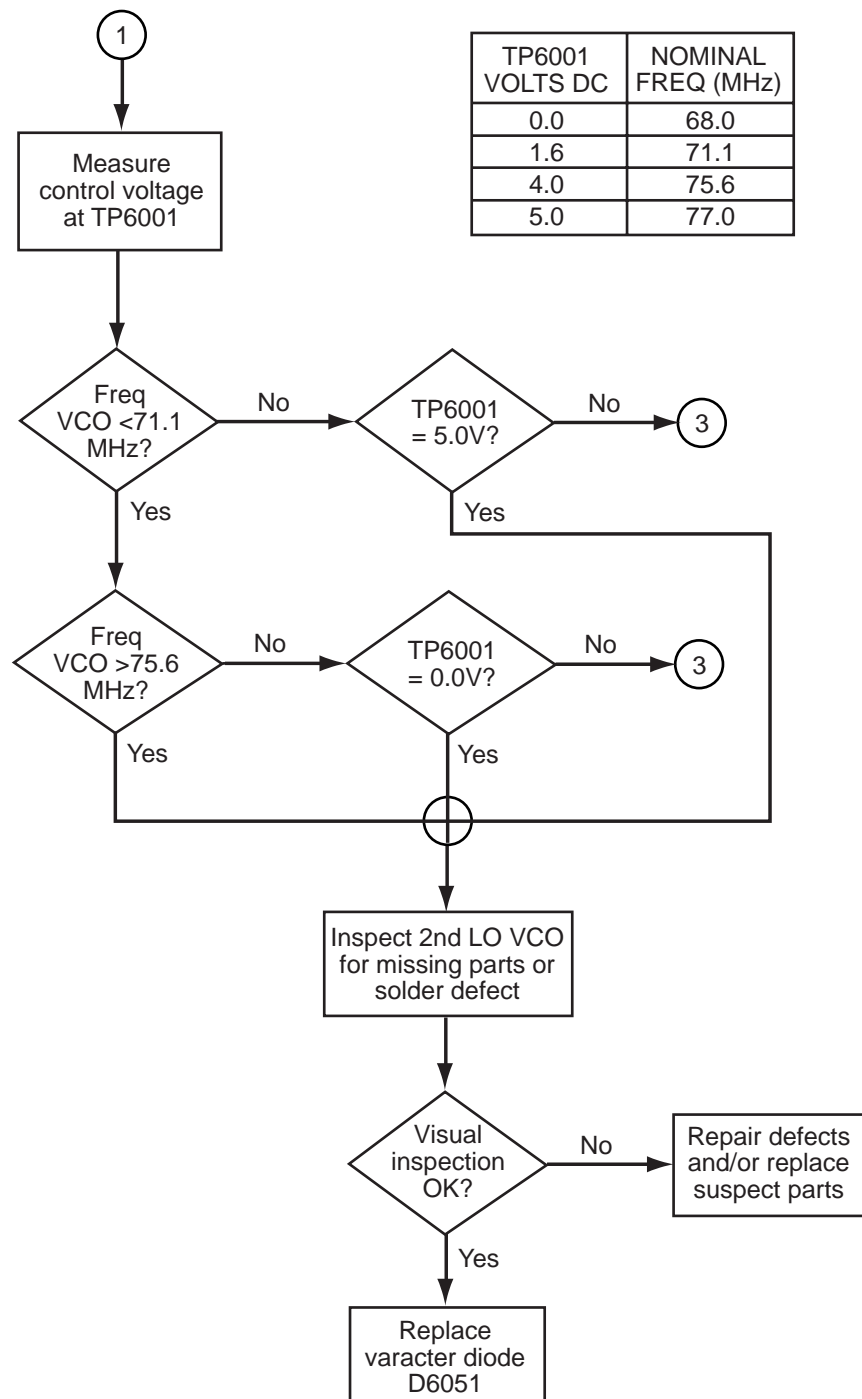 1
TP6001
VOLTS DC
NOMINAL
FREQ (MHz)
0.0 68.0
1.6 71.1
4.0 75.6
5.0 77.0
Measure
control voltage
at TP6001
Freq
VCO <71.1
MHz?
No
TP6001
= 5.0V?
No
3
Yes
Yes
Freq
VCO >75.6
MHz?
No
TP6001
= 0.0V?
No
3
Yes
Yes
Inspect 2nd LO VCO
for missing parts or
solder defect
Visual
inspection
OK?
No
Repair defects
and/or replace
suspect parts
Yes
Replace
varacter diode
D6051